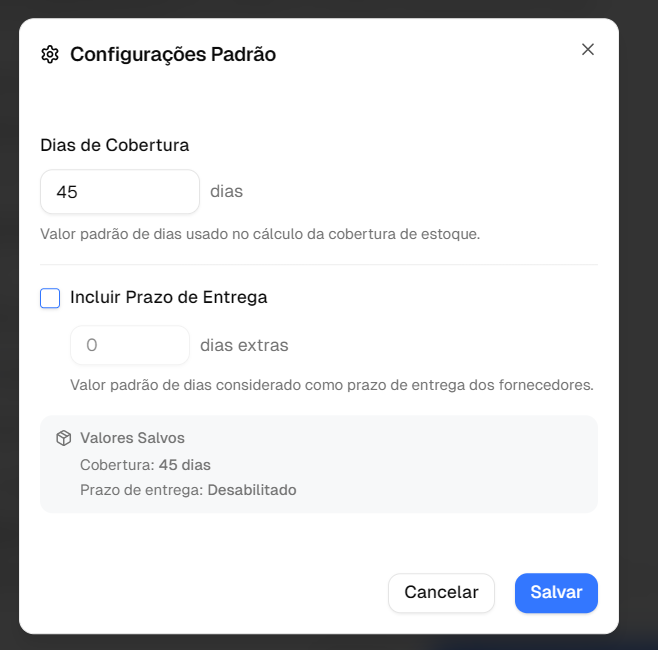 Configurações Padrão
Dias de Cobertura
45 dias
Valor padrão de dias usado no cálculo da cobertura de estoque.
Incluir Prazo de Entrega
0 dias extras
Valor padrão de dias considerado como prazo de entrega dos fornecedores.
Valores Salvos
Cobertura: 45 dias
Prazo de entrega: Desabilitado
Cancelar Salvar